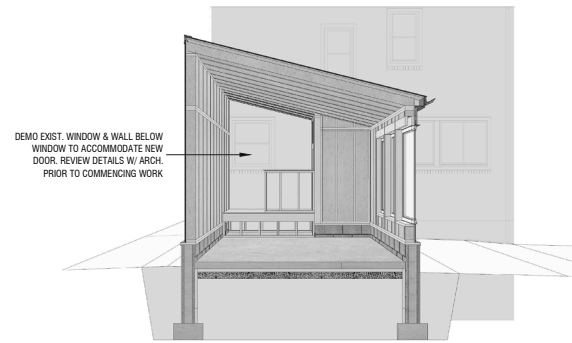 DEMO EXIST. WINDOW & WALL BELOW
WINDOW TO ACCOMMODATE NEW
DOOR. REVIEW DETAILS W/ ARCH.
PRIOR TO COMMENCING WORK